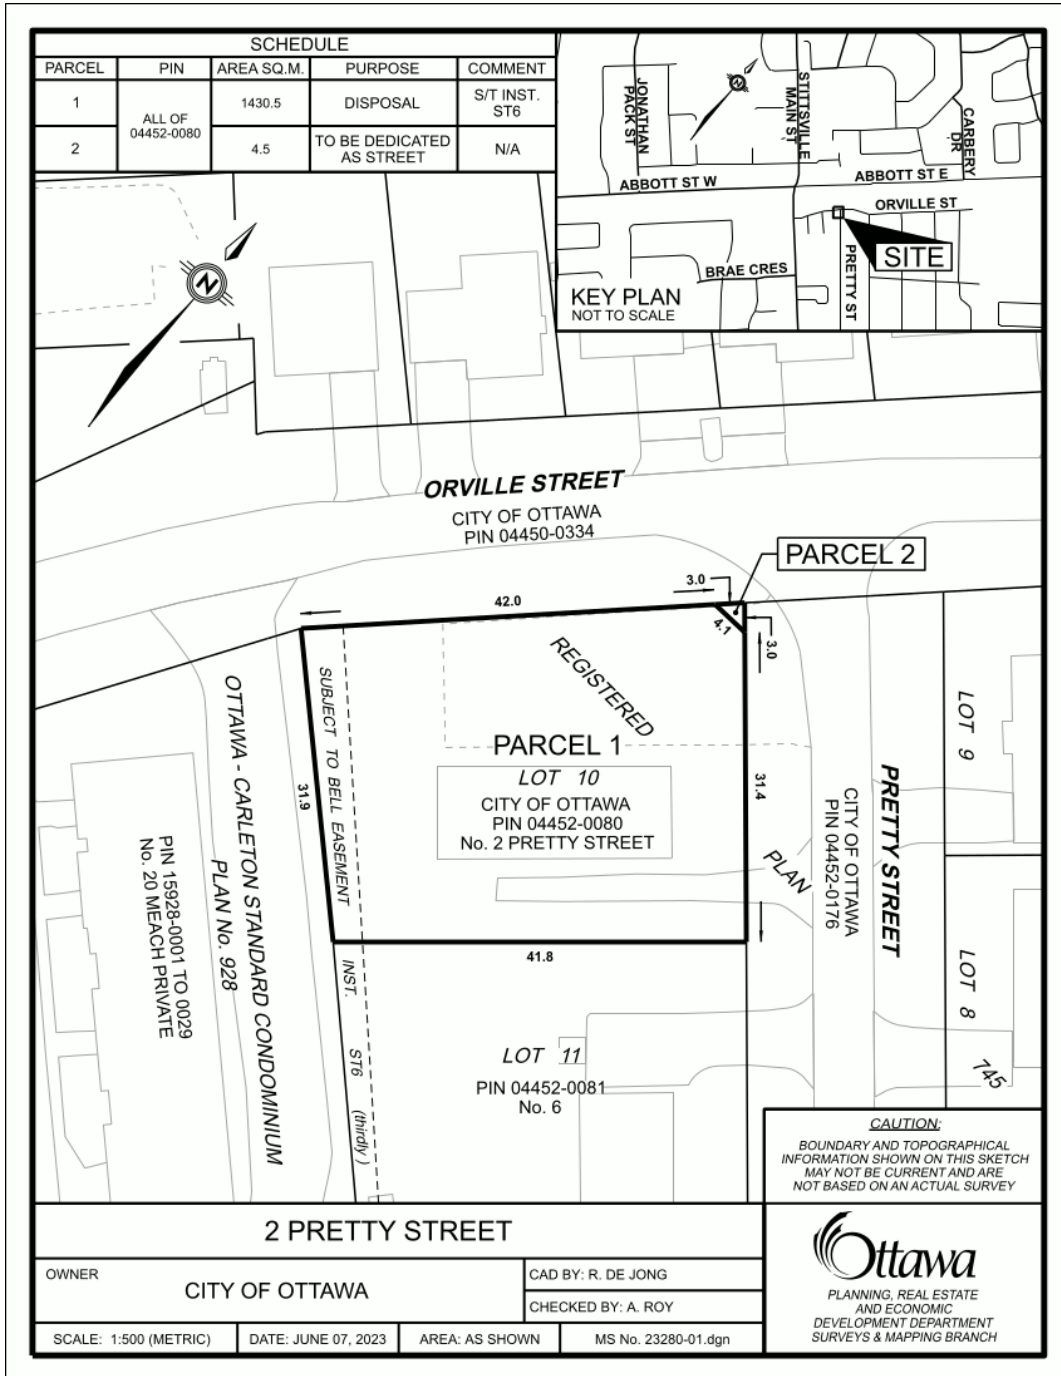 SCHEDULE
PARCEL PIN AREA SQ.M. PURPOSE COMMENT
1 ALL OF 04452-0080 1430.5 DISPOSAL S/T INST. ST6
2 4.5 TO BE DEDICATED AS STREET N/A
JONATHAN PACK ST
STITTSVILLE MAIN ST
CARBERY DR
N
ABBOTT ST W
ABBOTT ST E
ORVILLE ST
SITE
BRAE CRES
PRETTY ST
KEY PLAN
NOT TO SCALE
N
ORVILLE STREET
CITY OF OTTAWA
PIN 04450-0334
PARCEL 2
3.0
42.0
4.1
3.0
REGISTERED
SUBJECT TO BELL EASEMENT
OTTAWA - CARLETON STANDARD CONDOMINIUM
PLAN No. 928
LOT 9
PARCEL 1
LOT 10
CITY OF OTTAWA
PIN 04452-0080
No. 2 PRETTY STREET
31.9
31.4
PRETTY STREET
CITY OF OTTAWA
PIN 04452-0176
PIN 15928-0001 TO 0029
No. 20 MEACH PRIVATE
PLAN
41.8
INST.
ST6
(thirdly )
LOT 8
745
LOT 11
PIN 04452-0081
No. 6
CAUTION:
BOUNDARY AND TOPOGRAPHICAL
INFORMATION SHOWN ON THIS SKETCH
MAY NOT BE CURRENT AND ARE
NOT BASED ON AN ACTUAL SURVEY
2 PRETTY STREET
OWNER
CITY OF OTTAWA
CAD BY: R. DE JONG
CHECKED BY: A. ROY
SCALE: 1:500 (METRIC) DATE: JUNE 07, 2023 AREA: AS SHOWN MS No. 23280-01.dgn
Ottawa
PLANNING, REAL ESTATE
AND ECONOMIC
DEVELOPMENT DEPARTMENT
SURVEYS & MAPPING BRANCH